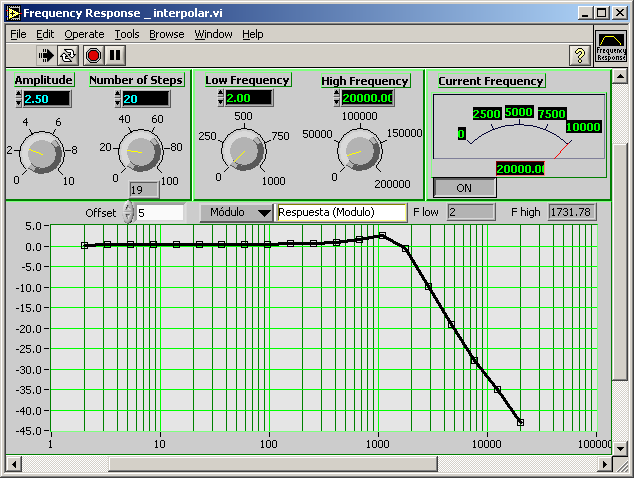 Frequency Response _ interpolar.vi
File Edit Operate Tools Browse Window Help
? Frequency Response
Amplitude Number of Steps Low Frequency High Frequency Current Frequency
2.50 20 2.00 20000.00
4 6 40 60 500 100000
2 8 20 80 250 750 50000 150000
0 10 0 100 0 1000 0 200000
19
0 2500 5000 7500 10000
20000.00
ON
Offset 5 Módulo Respuesta (Modulo) F low 2 F high 1731.78
5.0
0.0
-5.0
-10.0
-15.0
-20.0
-25.0
-30.0
-35.0
-40.0
-45.0
1 10 100 1000 10000 100000